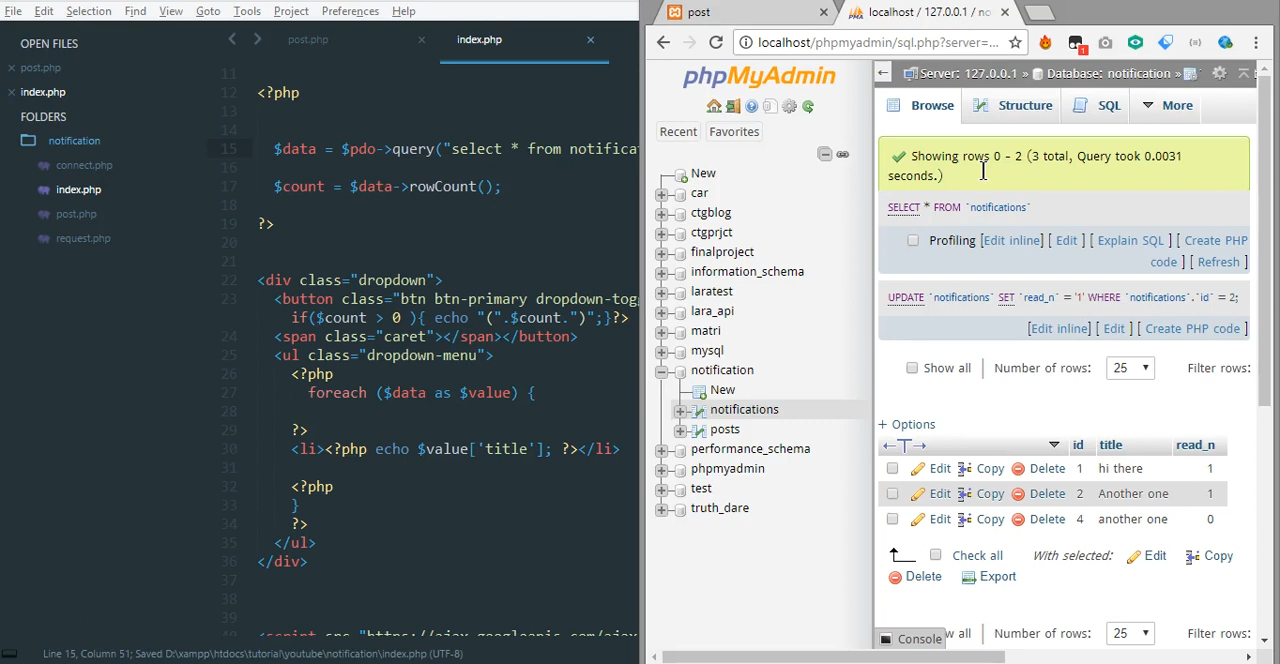 File Edit Selection Find View Goto Tools Project Preferences Help
OPEN FILES
post.php
index.php
FOLDERS
notification
connect.php
index.php
post.php
request.php
post.php
index.php
11
12 <?php
13
14
15 $data = $pdo->query("select * from notifica
16
17 $count = $data->rowCount();
18
19 ?>
20
21
22 <div class="dropdown">
23 <button class="btn btn-primary dropdown-togg
if($count > 0 ){ echo "(".$count.")";}?>
24 <span class="caret"></span></button>
25 <ul class="dropdown-menu">
26 <?php
27 foreach ($data as $value) {
28
29 ?>
30 <li><?php echo $value['title']; ?></li>
31
32 <?php
33 }
34 ?>
35 </ul>
36 </div>
37
38
39
Line 15, Column 51; Saved D:\xampp\htdocs\tutorial\youtube\notification\index.php (UTF-8)
post
localhost / 127.0.0.1 / no
localhost/phpmyadmin/sql.php?server=...
1
phpMyAdmin
Recent Favorites
New
car
ctgblog
ctgprjct
finalproject
information_schema
laratest
lara_api
matri
mysql
notification
New
notifications
posts
performance_schema
phpmyadmin
test
truth_dare
Server: 127.0.0.1 » Database: notification »
Browse Structure SQL More
Showing rows 0 - 2 (3 total, Query took 0.0031
seconds.)
SELECT * FROM `notifications`
Profiling [Edit inline] [ Edit ] [ Explain SQL ] [ Create PHP
code ] [ Refresh ]
UPDATE `notifications` SET `read_n` = '1' WHERE `notifications`.`id` = 2;
[Edit inline] [ Edit ] [ Create PHP code ]
Show all Number of rows: 25 Filter rows:
+ Options
id title read_n
Edit Copy Delete 1 hi there 1
Edit Copy Delete 2 Another one 1
Edit Copy Delete 4 another one 0
Check all With selected: Edit Copy
Delete Export
Console
w all Number of rows: 25 Filter rows: